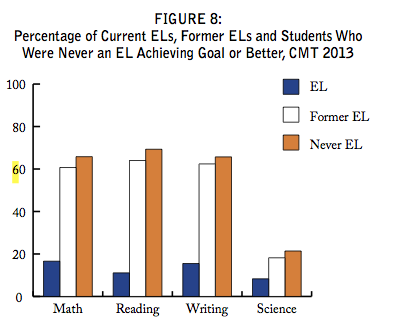 FIGURE 8:
Percentage of Current ELs, Former ELs and Students Who
Were Never an EL Achieving Goal or Better, CMT 2013
100
80
60
40
20
0
EL
Former EL
Never EL
Math Reading Writing Science